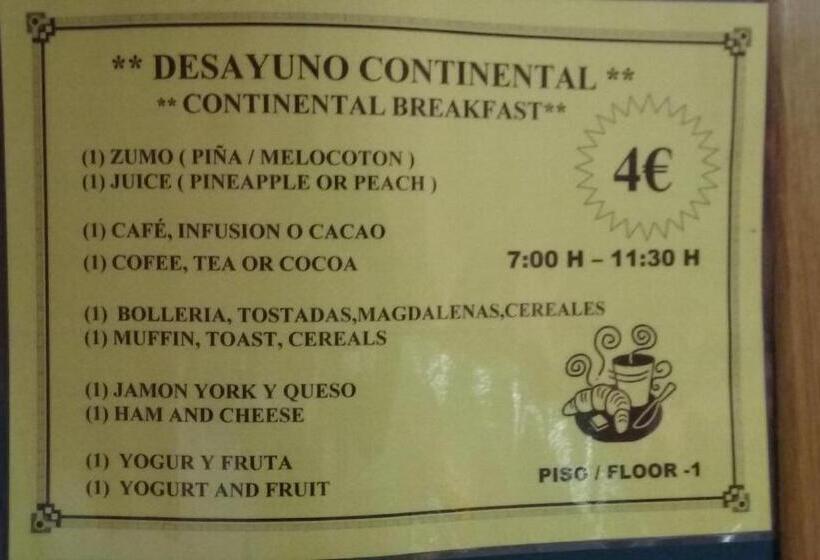 ** DESAYUNO CONTINENTAL **
** CONTINENTAL BREAKFAST**
4€
(1) ZUMO ( PIÑA / MELOCOTON )
(1) JUICE ( PINEAPPLE OR PEACH )
(1) CAFÉ, INFUSION O CACAO
(1) COFEE, TEA OR COCOA
7:00 H – 11:30 H
(1) BOLLERIA, TOSTADAS,MAGDALENAS,CEREALES
(1) MUFFIN, TOAST, CEREALS
(1) JAMON YORK Y QUESO
(1) HAM AND CHEESE
(1) YOGUR Y FRUTA
(1) YOGURT AND FRUIT
PISO / FLOOR -1